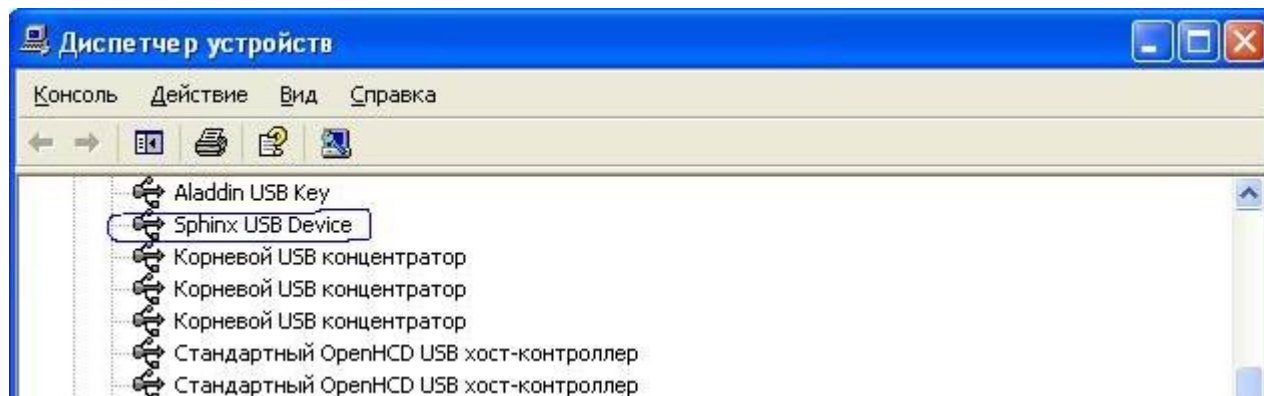 Диспетчер устройств
Консоль Действие Вид Справка
Aladdin USB Key
Sphinx USB Device
Корневой USB концентратор
Корневой USB концентратор
Корневой USB концентратор
Стандартный OpenHCD USB хост-контроллер
Стандартный OpenHCD USB хост-контроллер